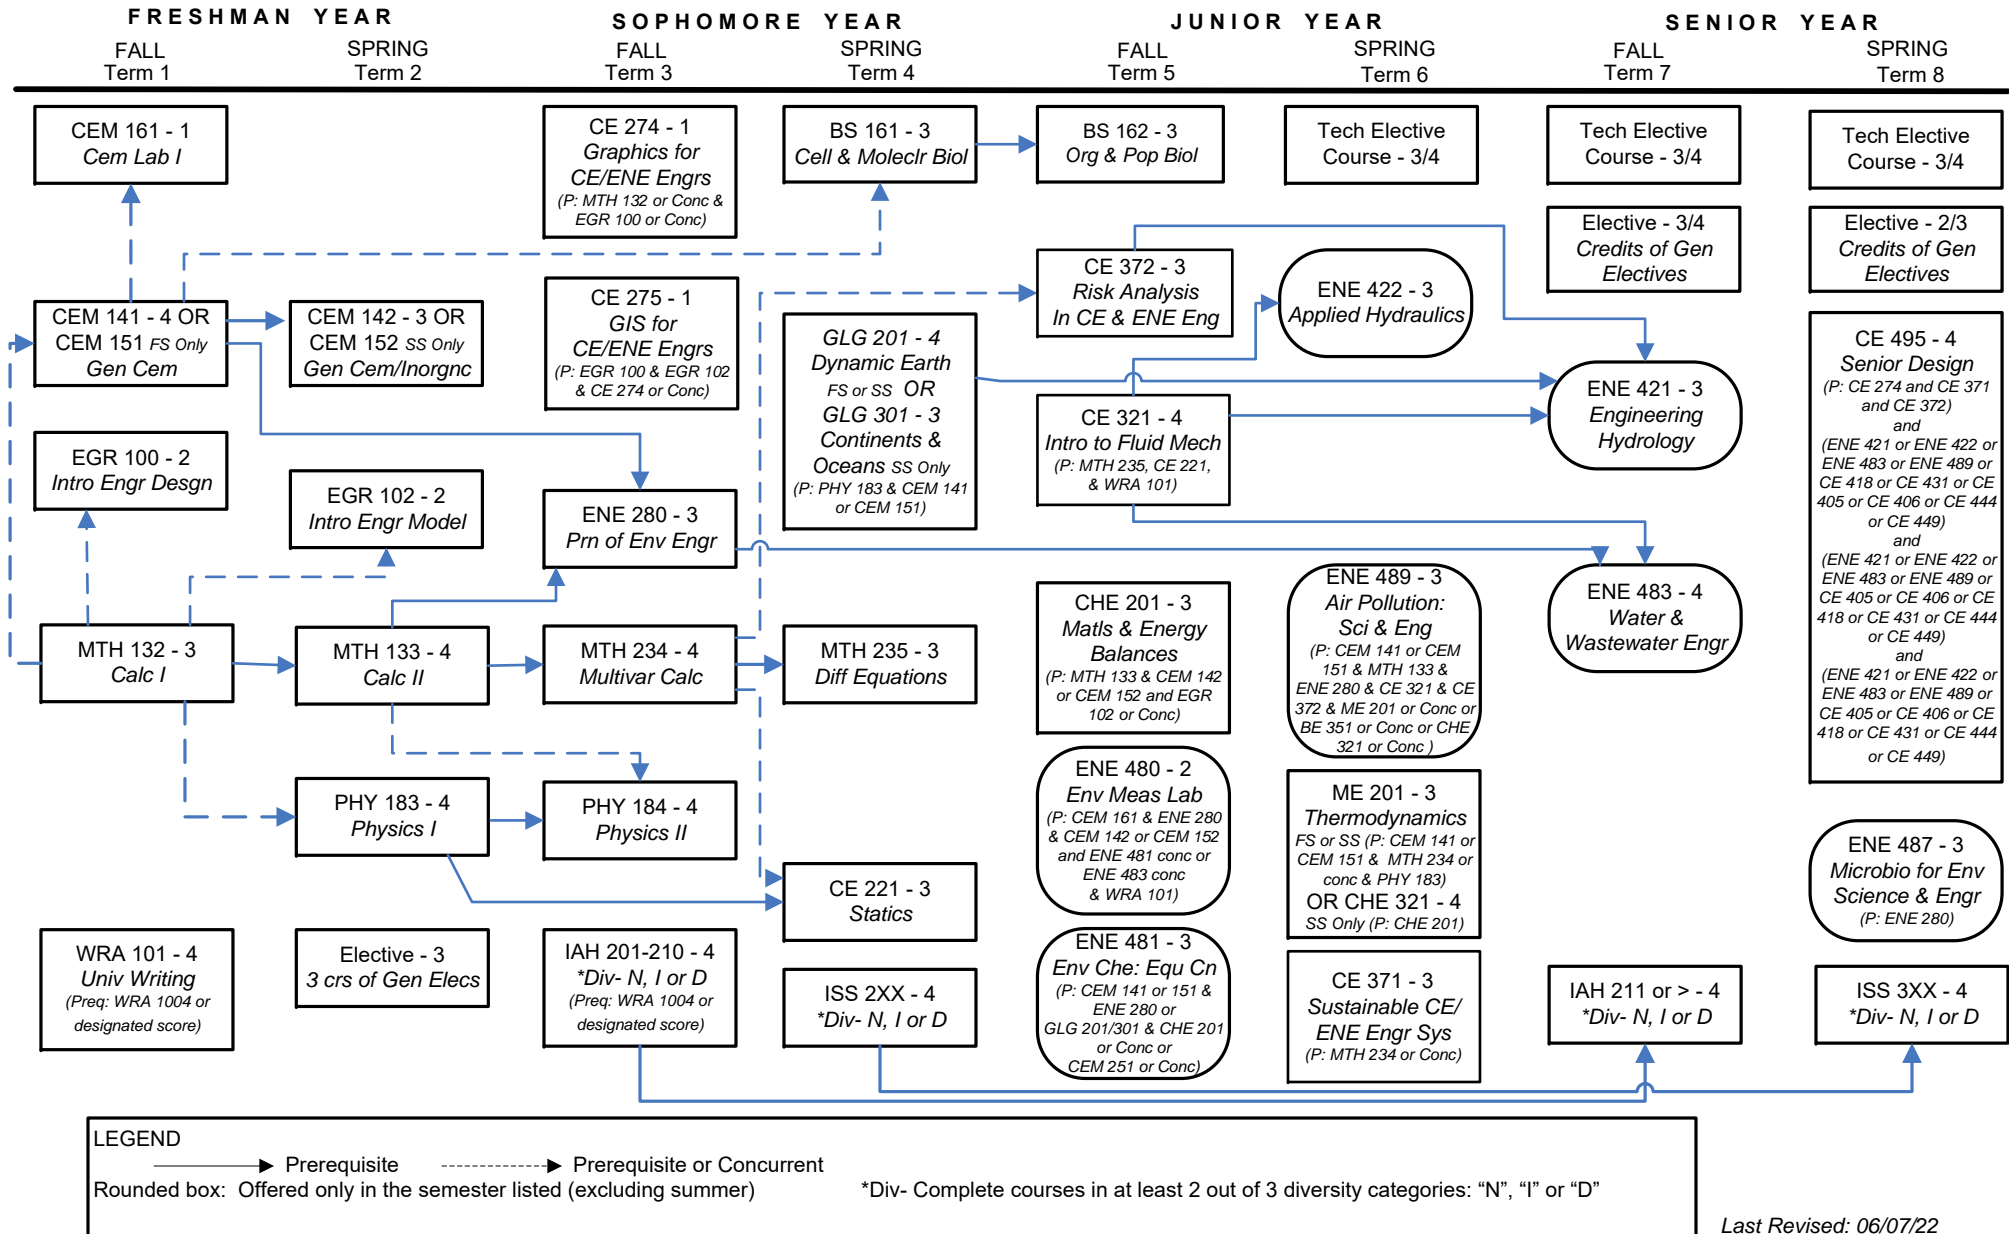 FRESHMAN YEAR
SOPHOMORE YEAR
JUNIOR YEAR
SENIOR YEAR
FALL
Term 1
SPRING
Term 2
FALL
Term 3
SPRING
Term 4
FALL
Term 5
SPRING
Term 6
FALL
Term 7
SPRING
Term 8
CEM 161 - 1
Cem Lab I
CEM 141 - 4 OR
CEM 151 FS Only
Gen Cem
EGR 100 - 2
Intro Engr Desgn
MTH 132 - 3
Calc I
WRA 101 - 4
Univ Writing
(Preq: WRA 1004 or
designated score)
CEM 142 - 3 OR
CEM 152 SS Only
Gen Cem/Inorgnc
EGR 102 - 2
Intro Engr Model
MTH 133 - 4
Calc II
PHY 183 - 4
Physics I
Elective - 3
3 crs of Gen Elecs
CE 274 - 1
Graphics for
CE/ENE Engrs
(P: MTH 132 or Conc &
EGR 100 or Conc)
CE 275 - 1
GIS for
CE/ENE Engrs
(P: EGR 100 & EGR 102
& CE 274 or Conc)
ENE 280 - 3
Prn of Env Engr
MTH 234 - 4
Multivar Calc
PHY 184 - 4
Physics II
IAH 201-210 - 4
*Div- N, I or D
(Preq: WRA 1004 or
designated score)
BS 161 - 3
Cell & Moleclr Biol
GLG 201 - 4
Dynamic Earth
FS or SS OR
GLG 301 - 3
Continents &
Oceans SS Only
(P: PHY 183 & CEM 141
or CEM 151)
MTH 235 - 3
Diff Equations
CE 221 - 3
Statics
ISS 2XX - 4
*Div- N, I or D
BS 162 - 3
Org & Pop Biol
CE 372 - 3
Risk Analysis
In CE & ENE Eng
CE 321 - 4
Intro to Fluid Mech
(P: MTH 235, CE 221,
& WRA 101)
CHE 201 - 3
Matls & Energy
Balances
(P: MTH 133 & CEM 142
or CEM 152 and EGR
102 or Conc)
ENE 480 - 2
Env Meas Lab
(P: CEM 161 & ENE 280
& CEM 142 or CEM 152
and ENE 481 conc or
ENE 483 conc
& WRA 101)
ENE 481 - 3
Env Che: Equ Cn
(P: CEM 141 or 151 &
ENE 280 or
GLG 201/301 & CHE 201
or Conc or
CEM 251 or Conc)
Tech Elective
Course - 3/4
ENE 422 - 3
Applied Hydraulics
ENE 489 - 3
Air Pollution:
Sci & Eng
(P: CEM 141 or CEM
151 & MTH 133 &
ENE 280 & CE 321 & CE
372 & ME 201 or Conc or
BE 351 or Conc or CHE
321 or Conc )
ME 201 - 3
Thermodynamics
FS or SS (P: CEM 141 or
CEM 151 & MTH 234 or
conc & PHY 183)
OR CHE 321 - 4
SS Only (P: CHE 201)
CE 371 - 3
Sustainable CE/
ENE Engr Sys
(P: MTH 234 or Conc)
Tech Elective
Course - 3/4
Elective - 3/4
Credits of Gen
Electives
ENE 421 - 3
Engineering
Hydrology
ENE 483 - 4
Water &
Wastewater Engr
IAH 211 or > - 4
*Div- N, I or D
Tech Elective
Course - 3/4
Elective - 2/3
Credits of Gen
Electives
CE 495 - 4
Senior Design
(P: CE 274 and CE 371
and CE 372)
and
(ENE 421 or ENE 422 or
ENE 483 or ENE 489 or
CE 418 or CE 431 or CE
405 or CE 406 or CE 444
or CE 449)
and
(ENE 421 or ENE 422 or
ENE 483 or ENE 489 or
CE 405 or CE 406 or CE
418 or CE 431 or CE 444
or CE 449)
and
(ENE 421 or ENE 422 or
ENE 483 or ENE 489 or
CE 405 or CE 406 or CE
418 or CE 431 or CE 444
or CE 449)
ENE 487 - 3
Microbio for Env
Science & Engr
(P: ENE 280)
ISS 3XX - 4
*Div- N, I or D
LEGEND
Prerequisite
Prerequisite or Concurrent
Rounded box: Offered only in the semester listed (excluding summer)
*Div- Complete courses in at least 2 out of 3 diversity categories: “N”, “I” or “D”
Last Revised: 06/07/22